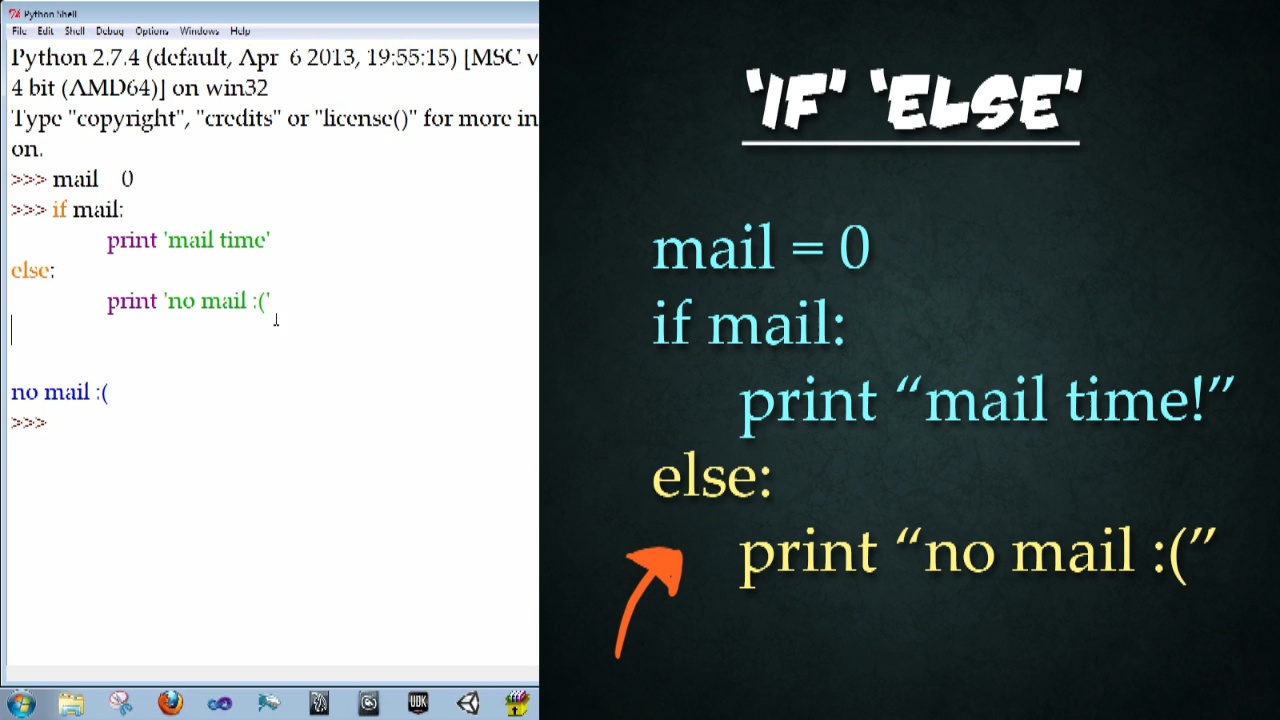 Python Shell
File Edit Shell Debug Options Windows Help
Python 2.7.4 (default, Apr 6 2013, 19:55:15) [MSC v
4 bit (AMD64)] on win32
Type "copyright", "credits" or "license()" for more in
on.
>>> mail 0
>>> if mail:
print 'mail time'
else:
print 'no mail :('
no mail :(
>>>
'IF' 'ELSE'
mail = 0
if mail:
print “mail time!”
else:
print “no mail :(”
UDK